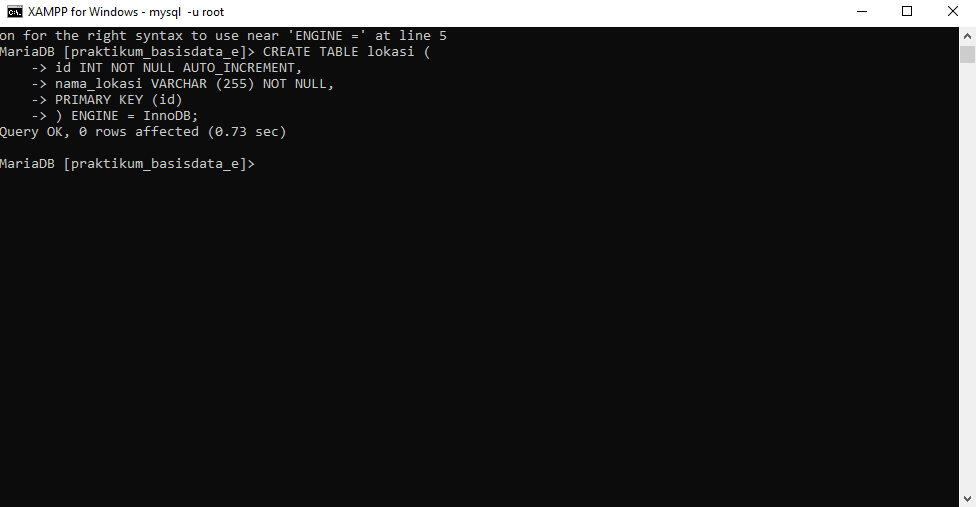 XAMPP for Windows - mysql  -u root
on for the right syntax to use near 'ENGINE =' at line 5
MariaDB [praktikum_basisdata_e]> CREATE TABLE lokasi (
    -> id INT NOT NULL AUTO_INCREMENT,
    -> nama_lokasi VARCHAR (255) NOT NULL,
    -> PRIMARY KEY (id)
    -> ) ENGINE = InnoDB;
Query OK, 0 rows affected (0.73 sec)
MariaDB [praktikum_basisdata_e]>